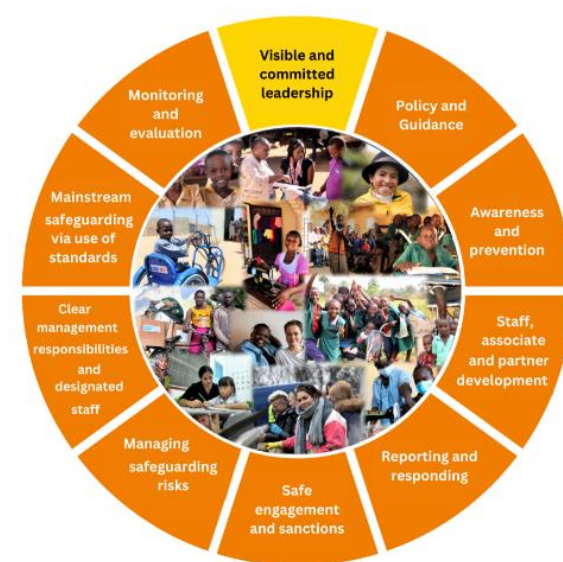 Visible and
committed
leadership
Policy and
Guidance
Awareness
and
prevention
Staff,
associate
and partner
development
Reporting and
responding
Safe
engagement
and sanctions
Managing
safeguarding
risks
Clear
management
responsibilities
and
designated
staff
Mainstream
safeguarding
via use of
standards
Monitoring
and
evaluation